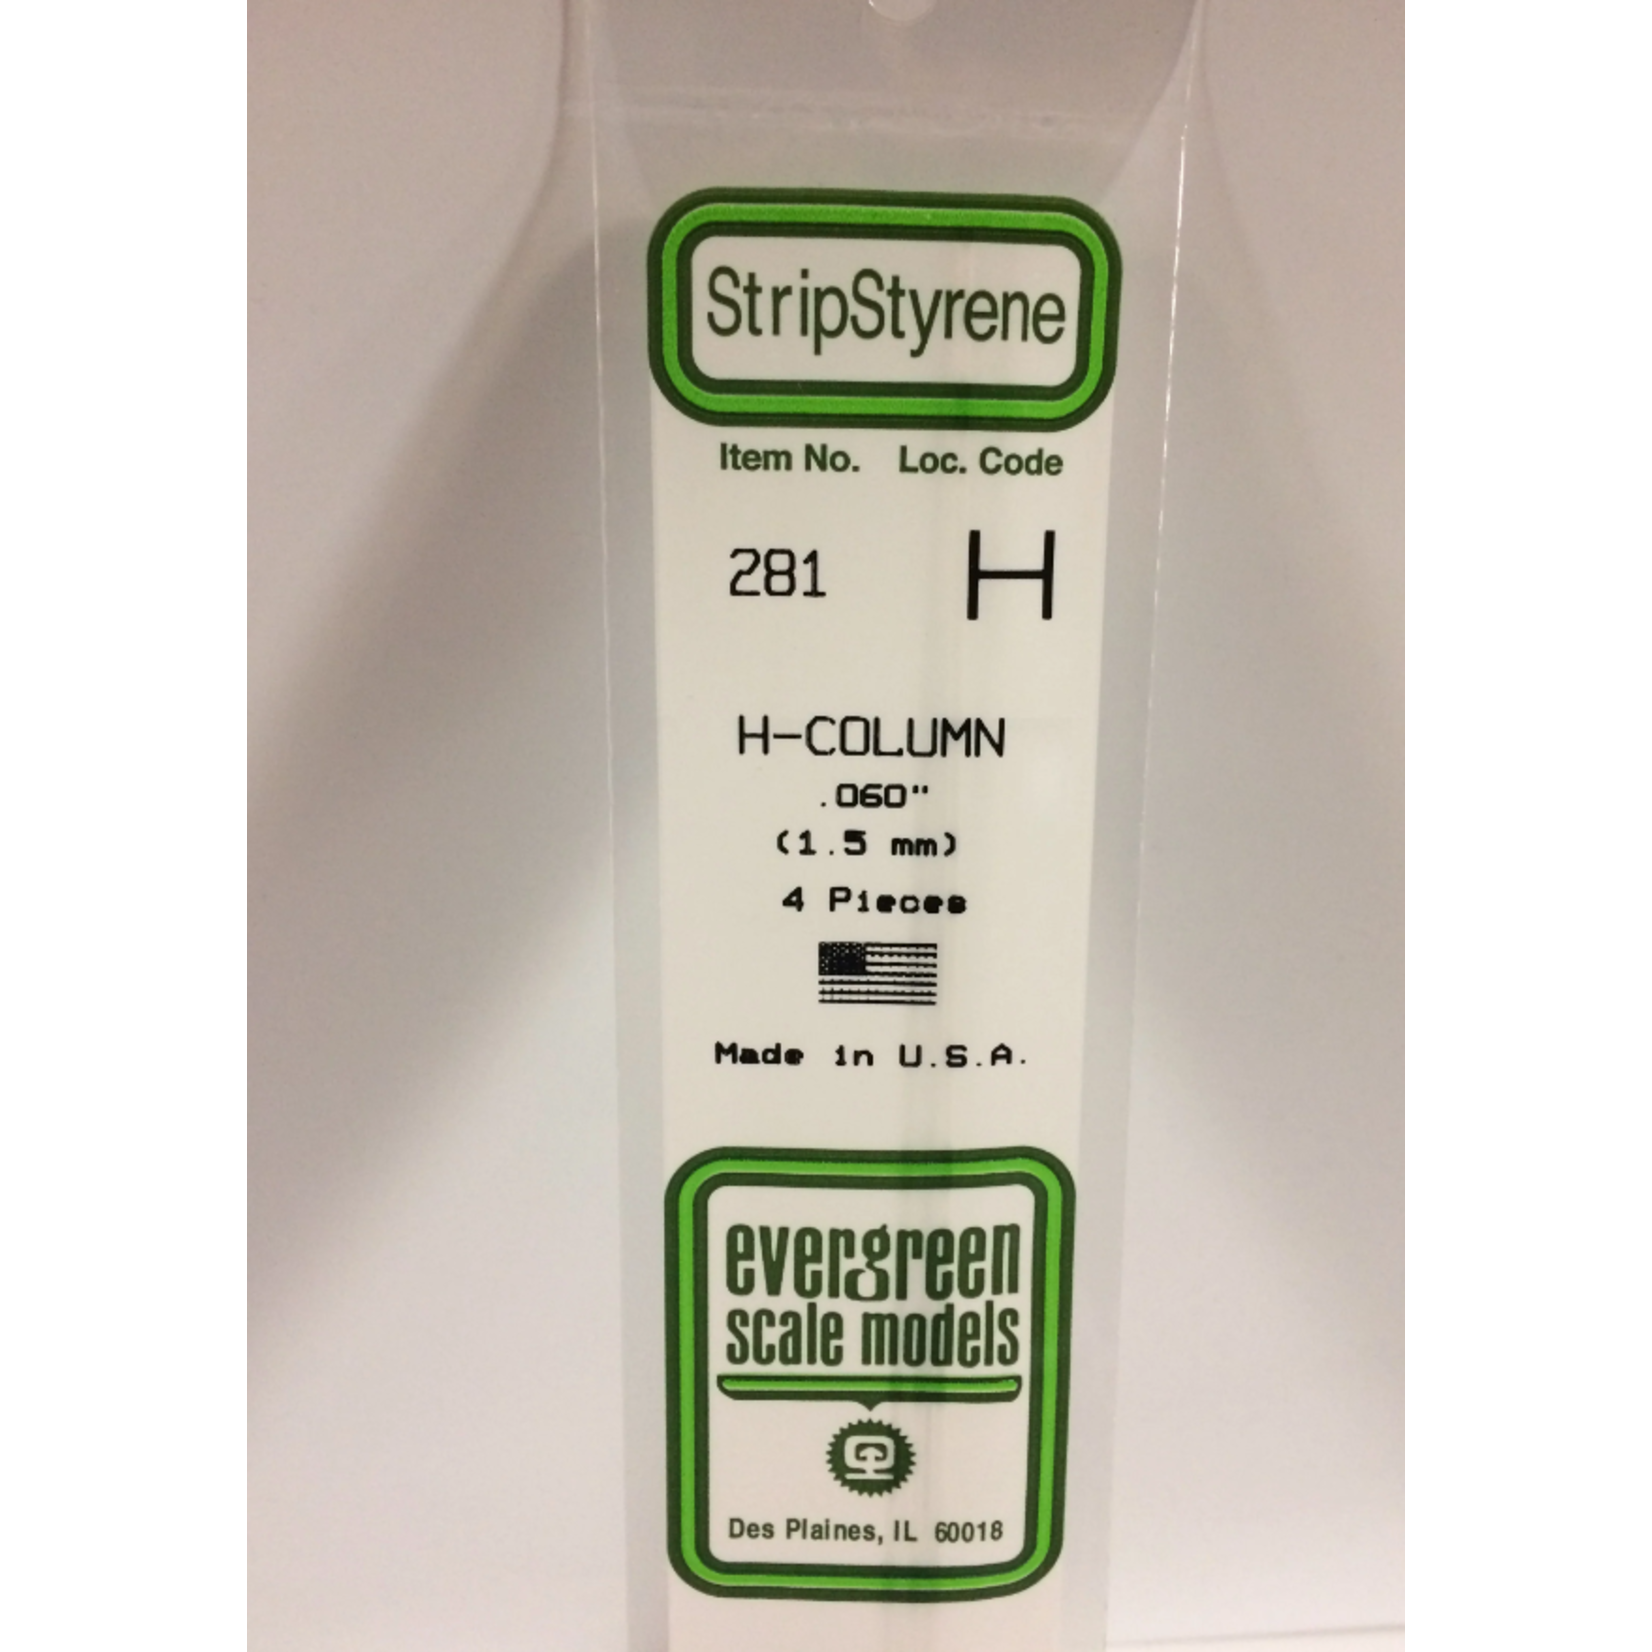 StripStyrene
Item No. Loc. Code
281 H
H-COLUMN
.060"
(1.5 mm)
4 Pieces
Made in U.S.A.
evergreen
scale models
Des Plaines, IL 60018